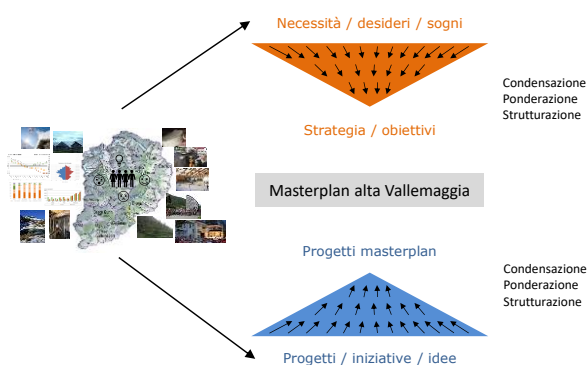 Necessità / desideri / sogni
Condensazione
Ponderazione
Strutturazione
Strategia / obiettivi
Masterplan alta Vallemaggia
Progetti masterplan
Condensazione
Ponderazione
Strutturazione
Progetti / iniziative / idee